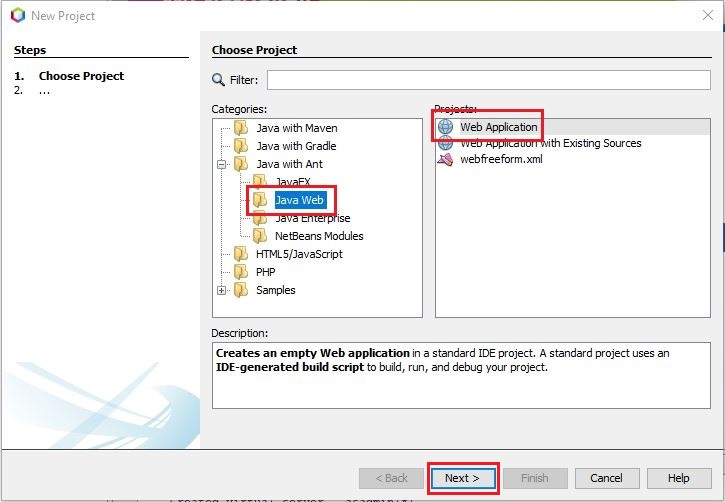 New Project
Steps
1. Choose Project
2. ...
Choose Project
Filter:
Categories:
Java with Maven
Java with Gradle
Java with Ant
JavaFX
Java Web
Java Enterprise
NetBeans Modules
HTML5/JavaScript
PHP
Samples
Projects:
Web Application
Web Application with Existing Sources
webfreeform.xml
Description:
Creates an empty Web application in a standard IDE project. A standard project uses an
IDE-generated build script to build, run, and debug your project.
< Back
Next >
Finish
Cancel
Help